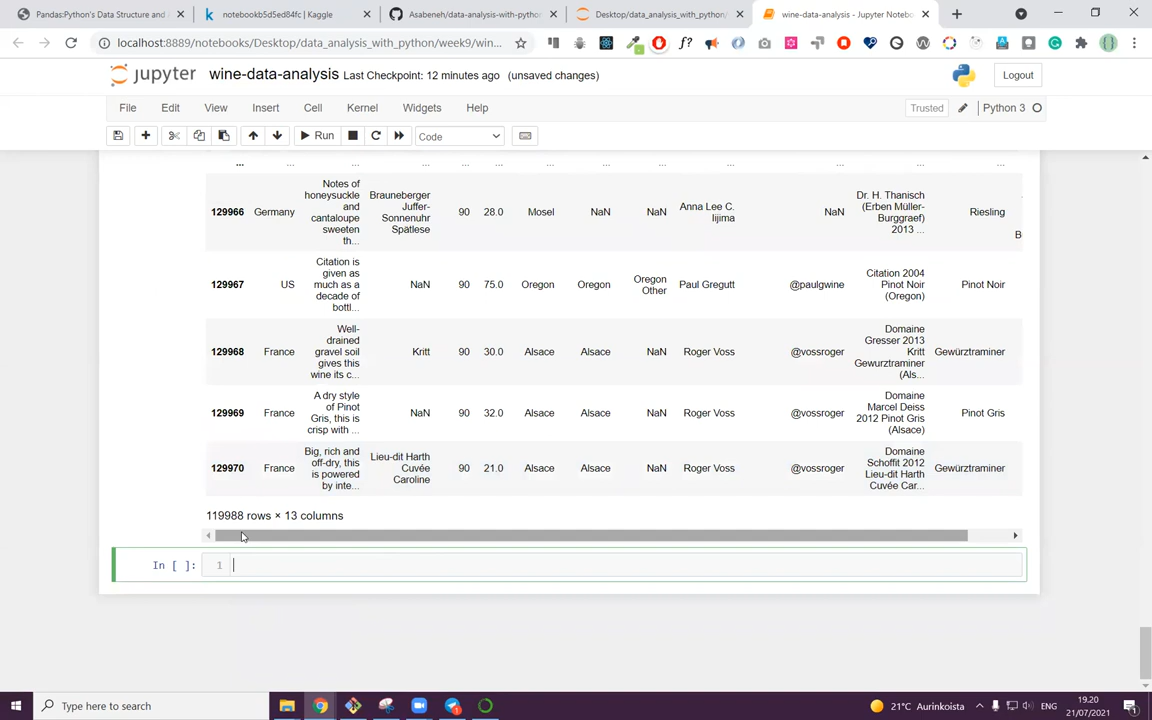 Pandas:Python's Data Structure and
notebookb5d5ed84fc | Kaggle
Asabeneh/data-analysis-with-python
Desktop/data_analysis_with_python/
wine-data-analysis - Jupyter Notebo
localhost:8889/notebooks/Desktop/data_analysis_with_python/week9/win...
jupyter wine-data-analysis Last Checkpoint: 12 minutes ago (unsaved changes)
Logout
File Edit View Insert Cell Kernel Widgets Help
Trusted Python 3
Run Code
... ... ... ... ... ... ... ... ... ... ... ... ...
129966 Germany Notes of honeysuckle and cantaloupe sweeten th... Brauneberger Juffer-Sonnenuhr Spätlese 90 28.0 Mosel NaN NaN Anna Lee C. Iijima NaN Dr. H. Thanisch (Erben Müller-Burggraef) 2013 ... Riesling B
129967 US Citation is given as much as a decade of bottl... NaN 90 75.0 Oregon Oregon Oregon Other Paul Gregutt @paulgwine Citation 2004 Pinot Noir (Oregon) Pinot Noir
129968 France Well-drained gravel soil gives this wine its c... Kritt 90 30.0 Alsace Alsace NaN Roger Voss @vossroger Domaine Gresser 2013 Kritt Gewurztraminer (Als... Gewürztraminer
129969 France A dry style of Pinot Gris, this is crisp with ... NaN 90 32.0 Alsace Alsace NaN Roger Voss @vossroger Domaine Marcel Deiss 2012 Pinot Gris (Alsace) Pinot Gris
129970 France Big, rich and off-dry, this is powered by inte... Lieu-dit Harth Cuvée Caroline 90 21.0 Alsace Alsace NaN Roger Voss @vossroger Domaine Schoffit 2012 Lieu-dit Harth Cuvée Car... Gewürztraminer
119988 rows × 13 columns
In [ ]: 1
Type here to search
21°C Aurinkoista
ENG
19.20
21/07/2021